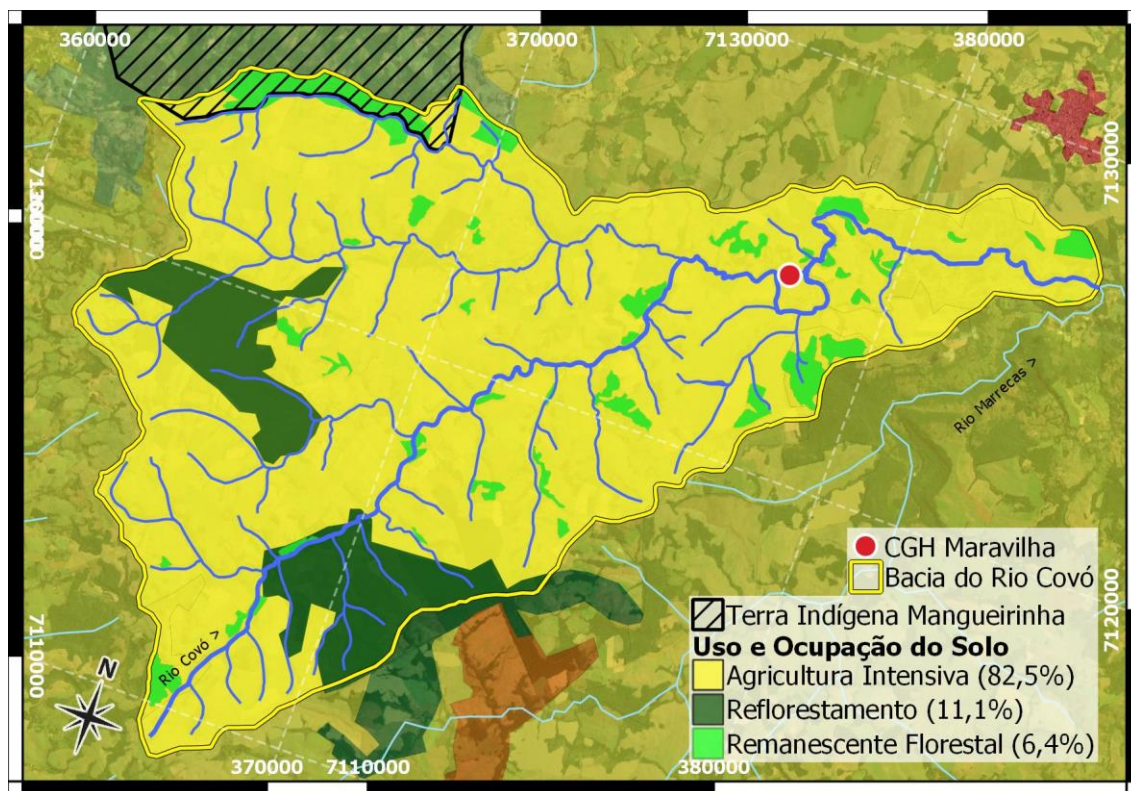 360000
370000
7130000
380000
7130000
7130000
Rio Marrecas >
CGH Maravilha
Bacia do Rio Covó
Terra Indígena Mangueirinha
Uso e Ocupação do Solo
Agricultura Intensiva (82,5%)
Reflorestamento (11,1%)
Remanescente Florestal (6,4%)
7120000
7110000
Rio Covó >
N
370000
7110000
380000